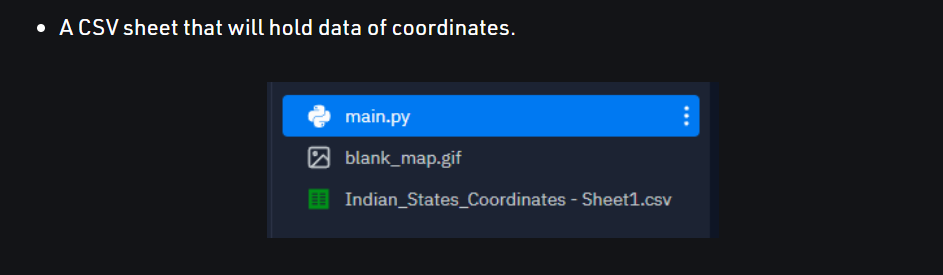 A CSV sheet that will hold data of coordinates.
main.py
blank_map.gif
Indian_States_Coordinates - Sheet1.csv